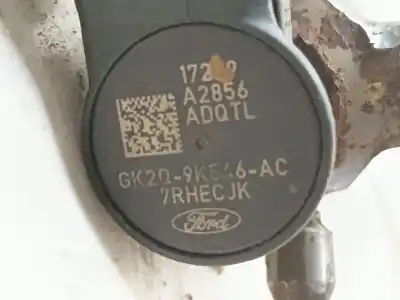 A2856
ADQTL
GK2Q-9K546-AC
7RHECJK
Ford